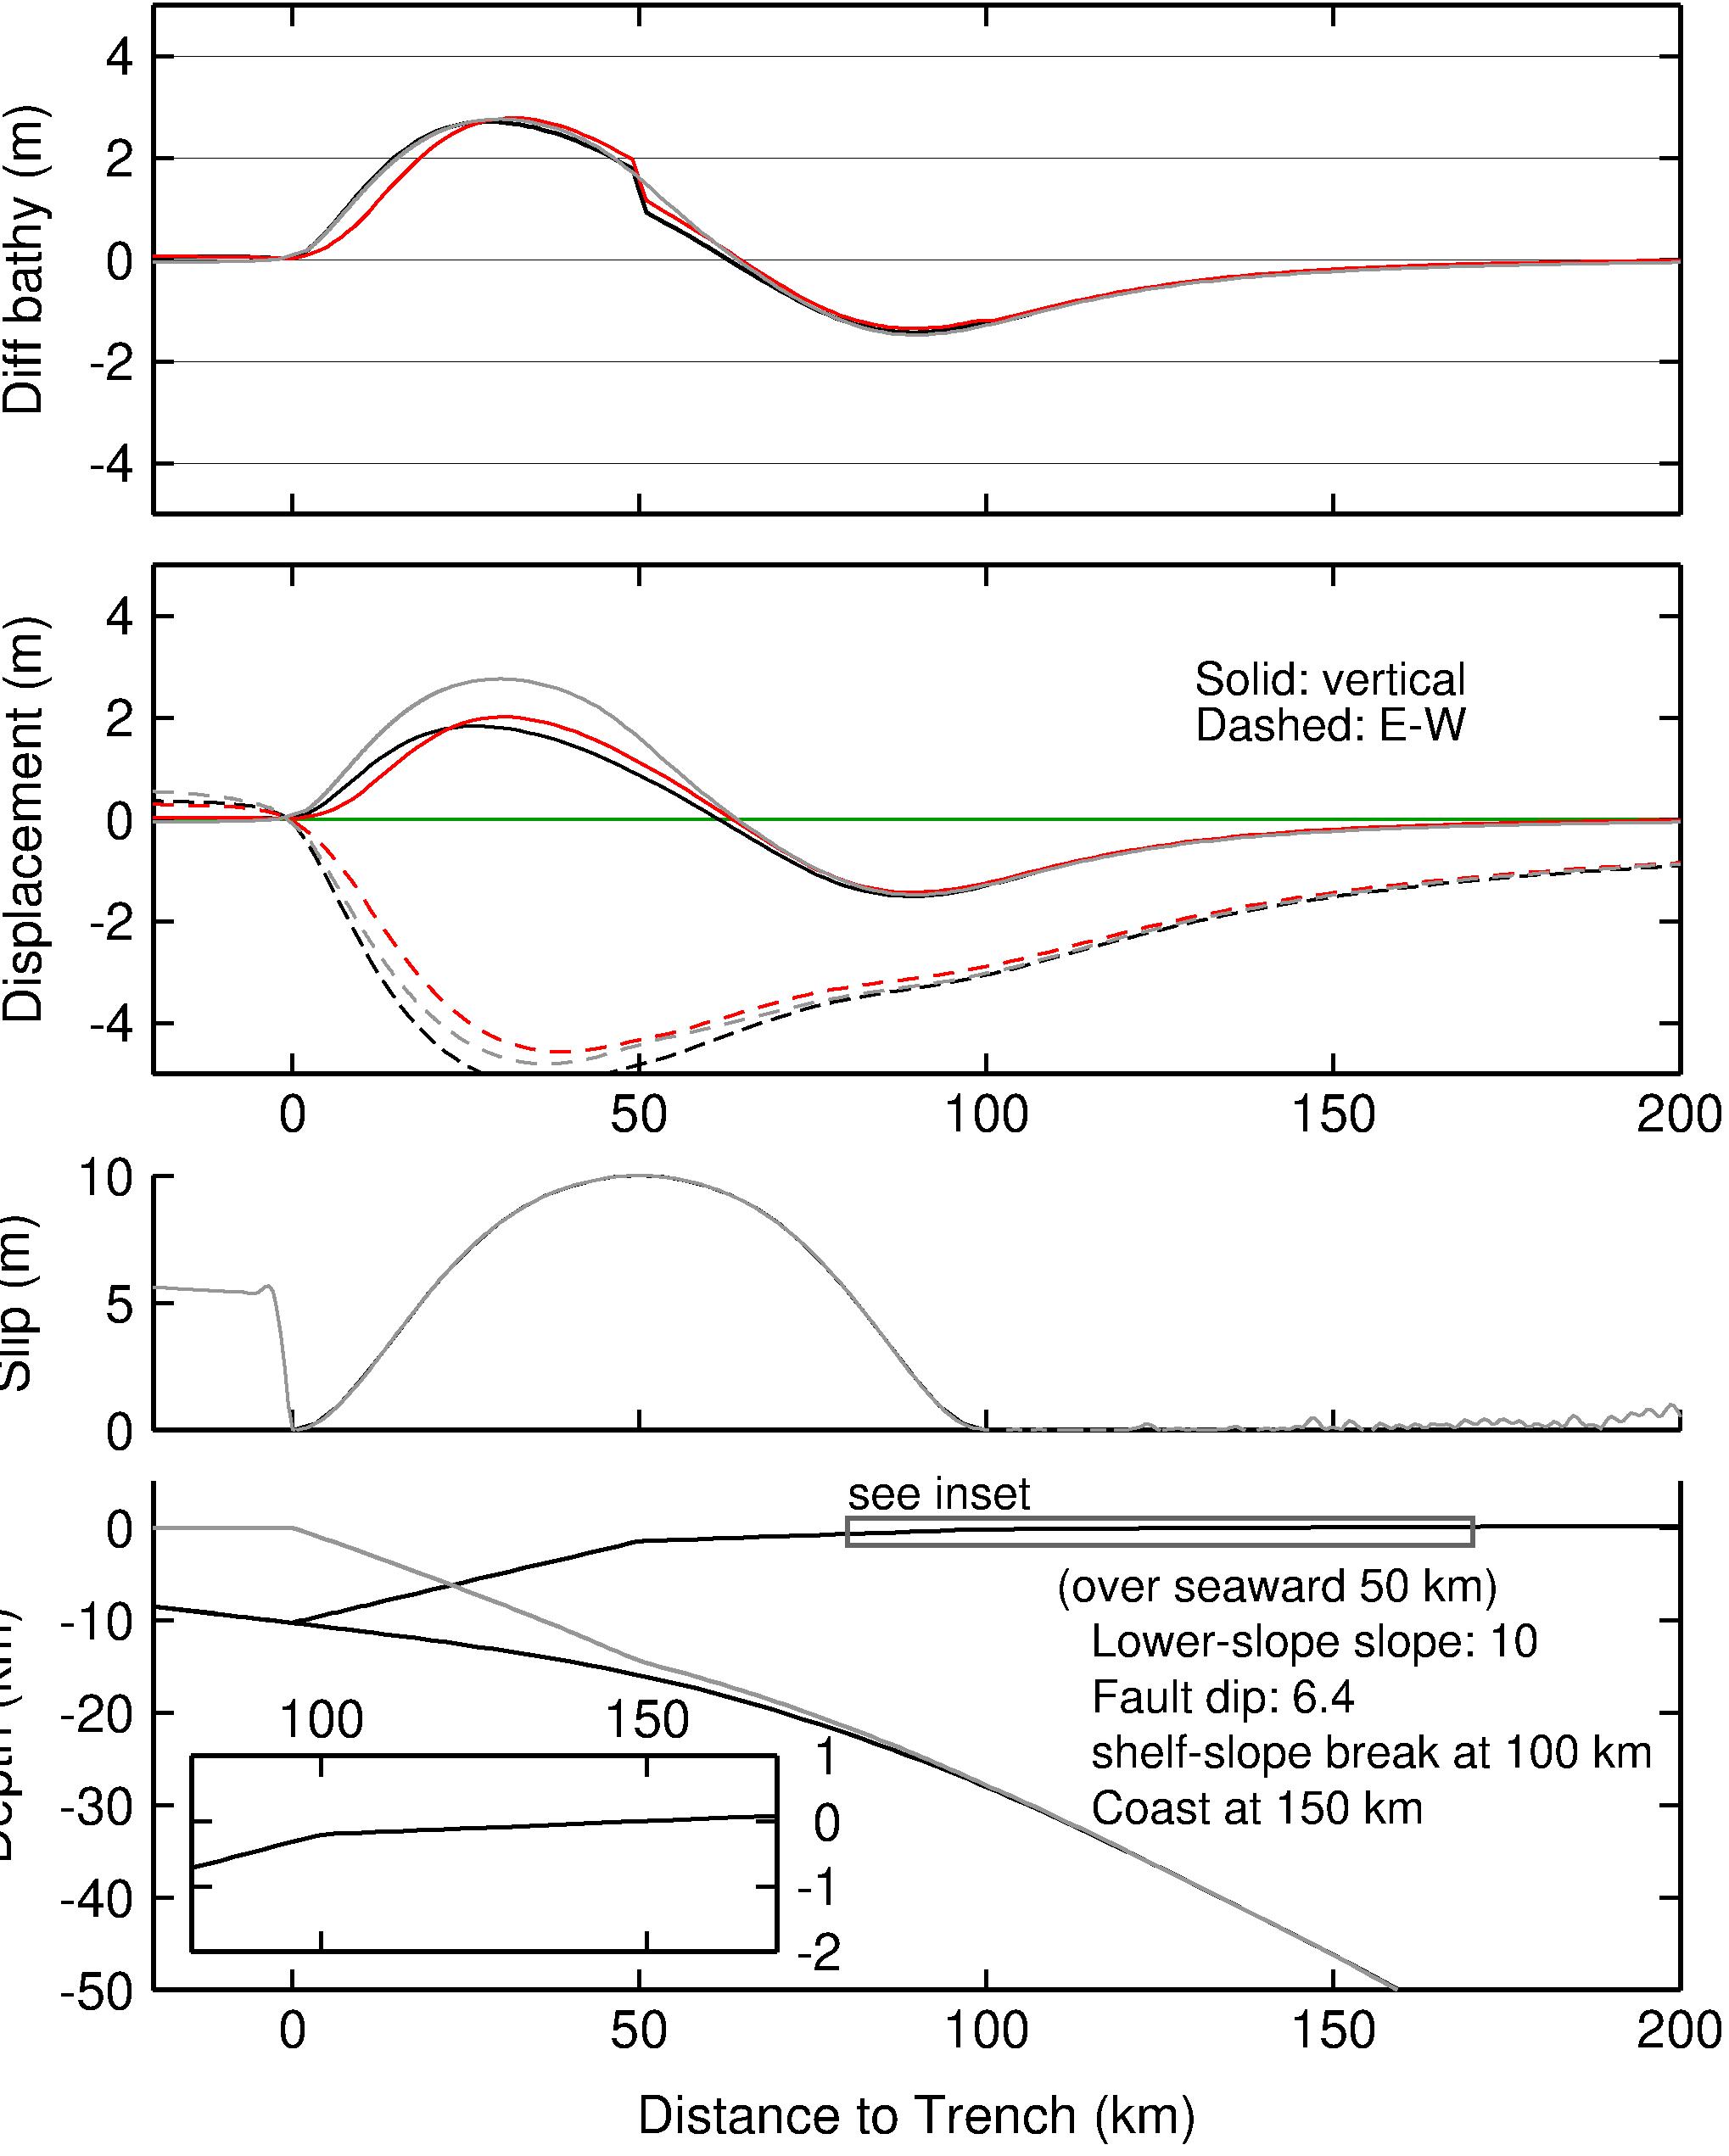 Diff bathy (m)
4
2
0
-2
-4
Displacement (m)
4
2
0
-2
-4
Solid: vertical
Dashed: E-W
0 50 100 150 200
Slip (m)
10
5
0
Depth (km)
0
-10
-20
-30
-40
-50
see inset
(over seaward 50 km)
Lower-slope slope: 10
Fault dip: 6.4
shelf-slope break at 100 km
Coast at 150 km
100 150
1
0
-1
-2
0 50 100 150 200
Distance to Trench (km)